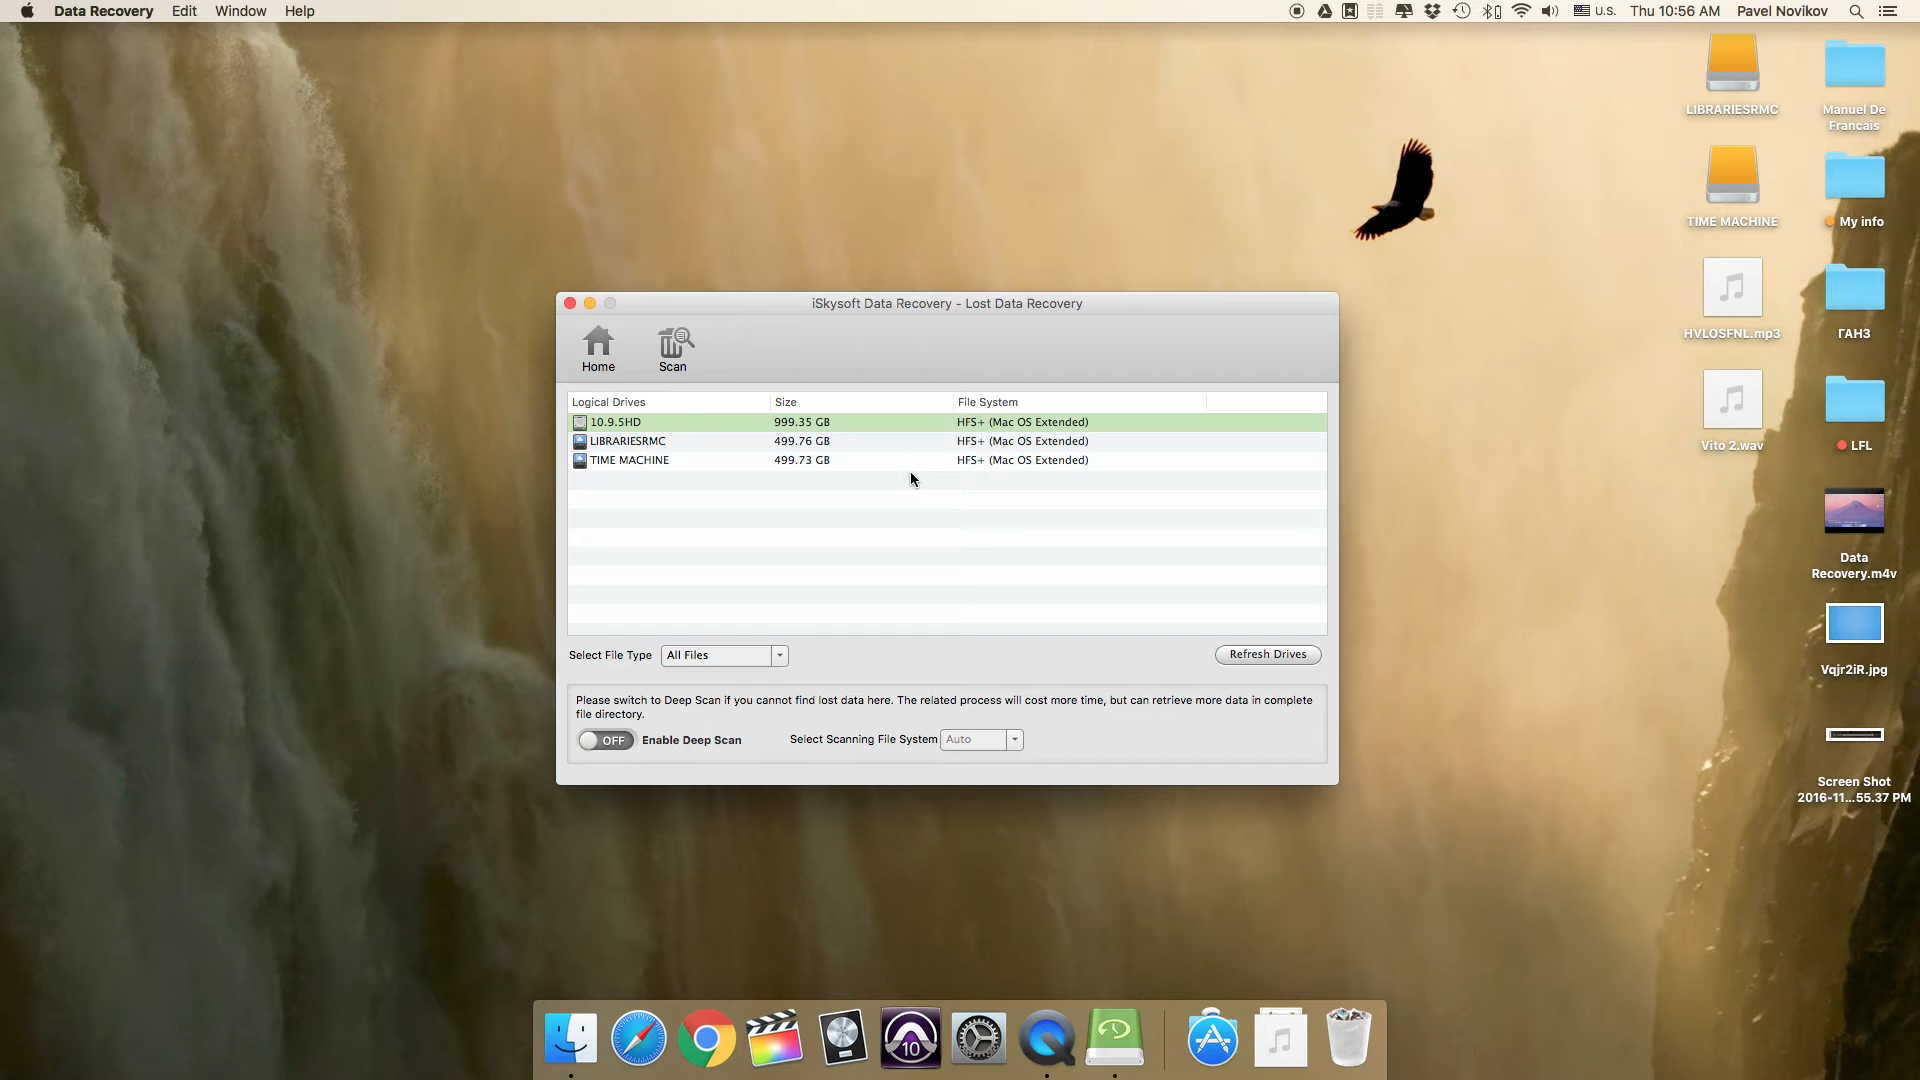 Data Recovery Edit Window Help
U.S. Thu 10:56 AM Pavel Novikov
LIBRARIESRMC
Manuel De
Francais
TIME MACHINE
My info
HVLOSFNL.mp3
ГАНЗ
Vito 2.wav
LFL
Data
Recovery.m4v
Vqjr2iR.jpg
Screen Shot
2016-11...55.37 PM
iSkysoft Data Recovery - Lost Data Recovery
Home Scan
Logical Drives Size File System
10.9.5HD 999.35 GB HFS+ (Mac OS Extended)
LIBRARIESRMC 499.76 GB HFS+ (Mac OS Extended)
TIME MACHINE 499.73 GB HFS+ (Mac OS Extended)
Select File Type All Files Refresh Drives
Please switch to Deep Scan if you cannot find lost data here. The related process will cost more time, but can retrieve more data in complete
file directory.
OFF Enable Deep Scan Select Scanning File System Auto
10